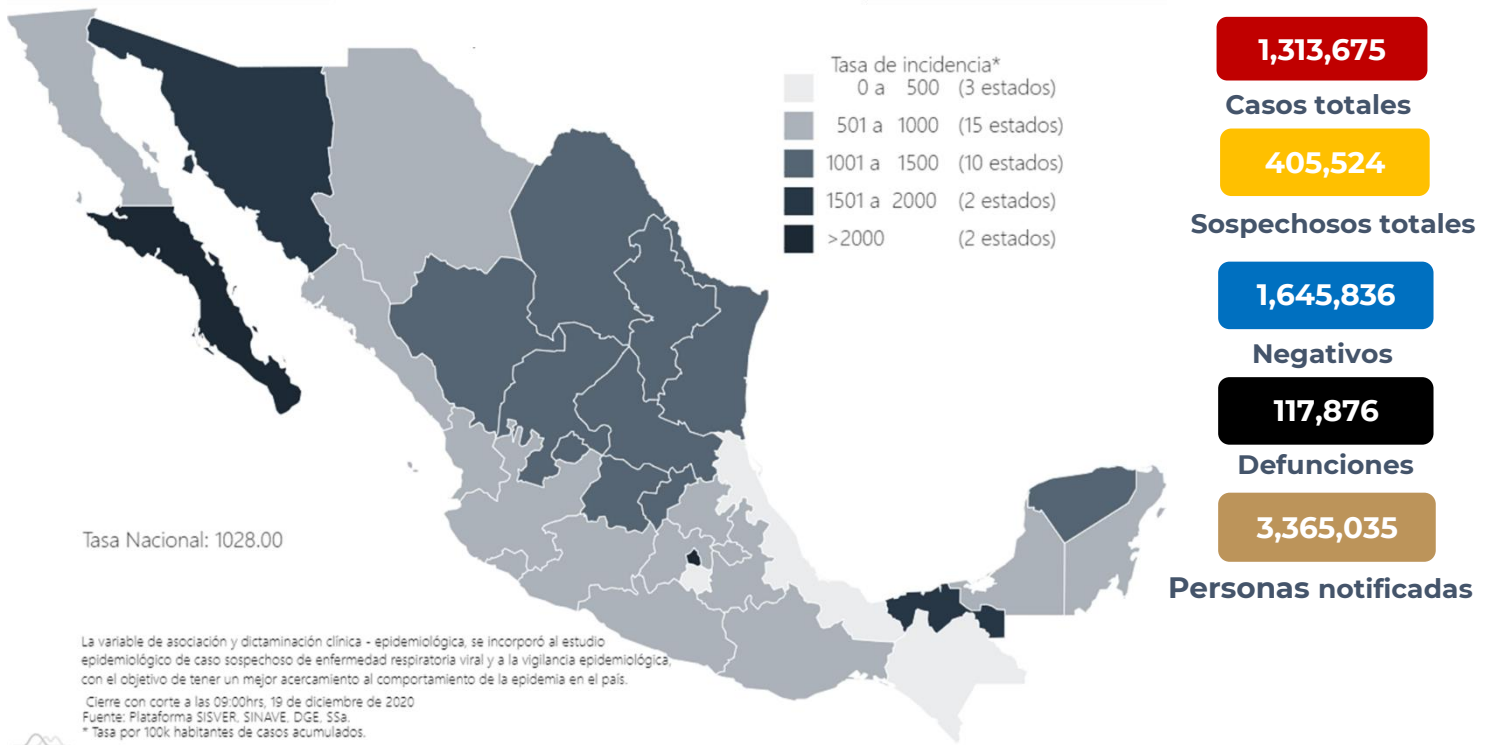 Tasa de incidencia*
0 a 500 (3 estados)
501 a 1000 (15 estados)
1001 a 1500 (10 estados)
1501 a 2000 (2 estados)
>2000 (2 estados)
1,313,675
Casos totales
405,524
Sospechosos totales
1,645,836
Negativos
117,876
Defunciones
3,365,035
Personas notificadas
Tasa Nacional: 1028.00
La variable de asociación y dictaminación clínica - epidemiológica, se incorporó al estudio
epidemiológico de caso sospechoso de enfermedad respiratoria viral y a la vigilancia epidemiológica,
con el objetivo de tener un mejor acercamiento al comportamiento de la epidemia en el país.
Cierre con corte a las 09:00hrs, 19 de diciembre de 2020
Fuente: Plataforma SISVER, SINAVE, DGE, SSa.
* Tasa por 100k habitantes de casos acumulados.